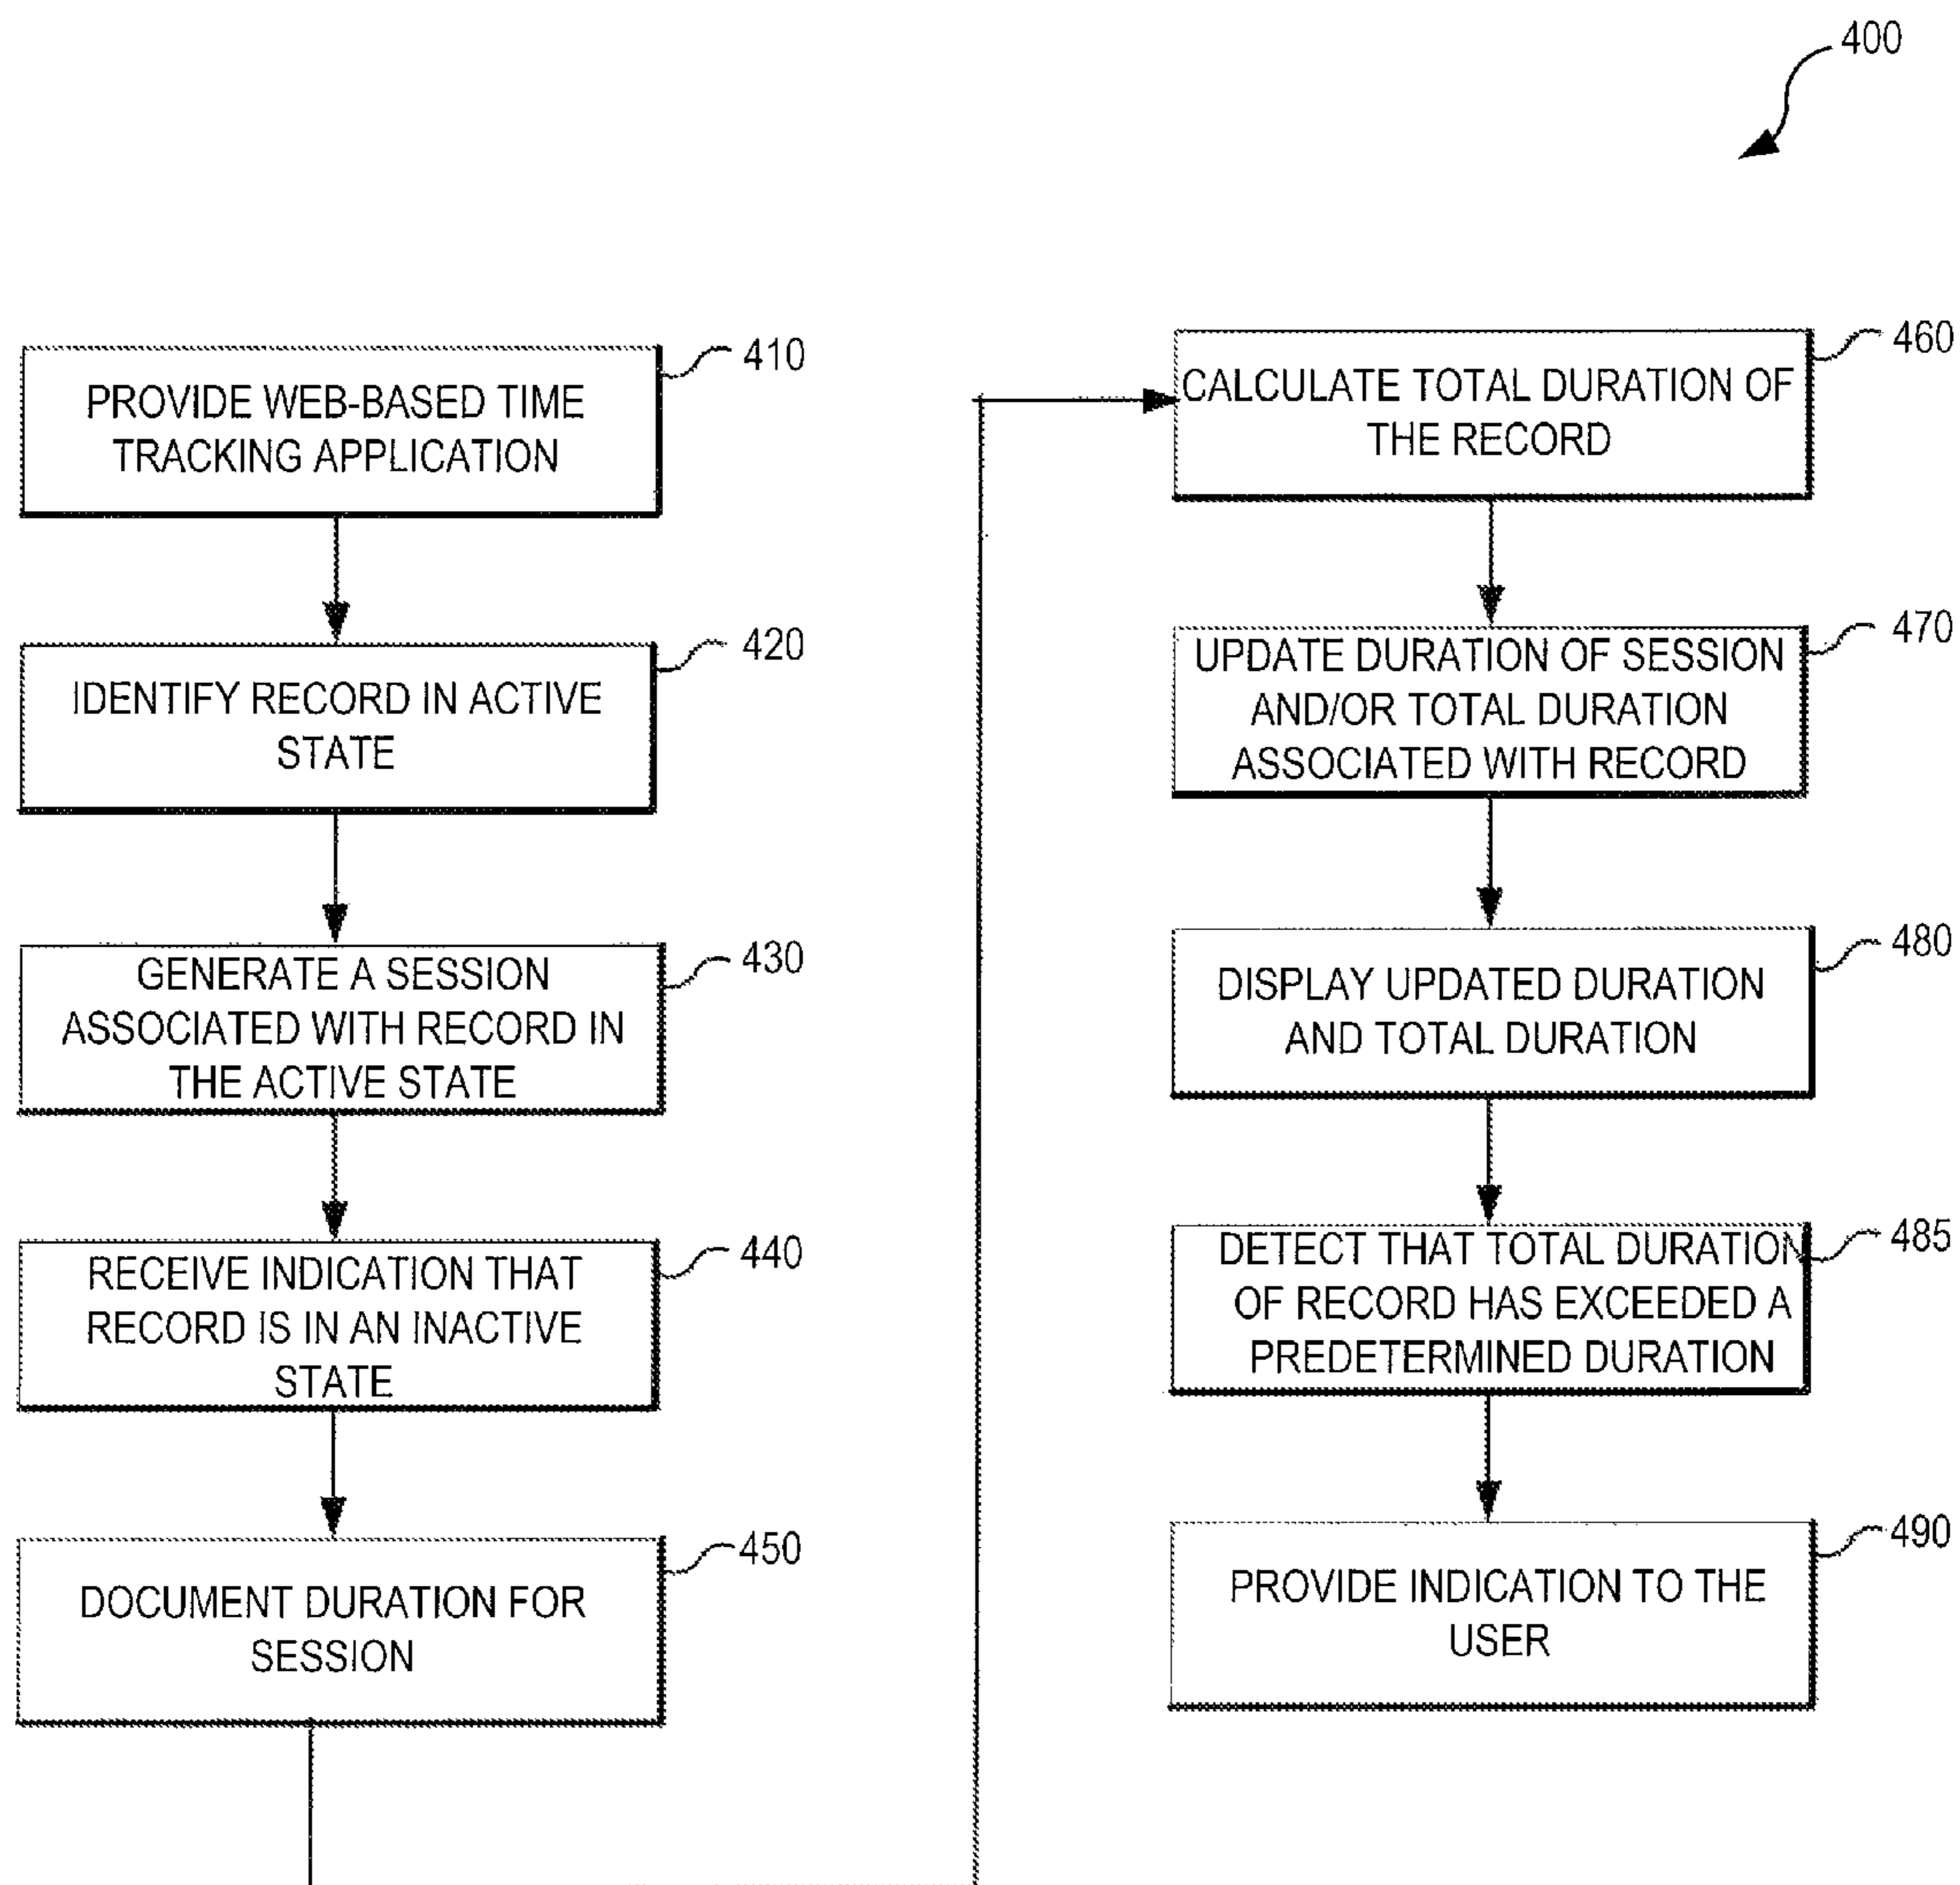 400
410
PROVIDE WEB-BASED TIME
TRACKING APPLICATION
420
IDENTIFY RECORD IN ACTIVE
STATE
430
GENERATE A SESSION
ASSOCIATED WITH RECORD IN
THE ACTIVE STATE
440
RECEIVE INDICATION THAT
RECORD IS IN AN INACTIVE
STATE
450
DOCUMENT DURATION FOR
SESSION
460
CALCULATE TOTAL DURATION OF
THE RECORD
470
UPDATE DURATION OF SESSION
AND/OR TOTAL DURATION
ASSOCIATED WITH RECORD
480
DISPLAY UPDATED DURATION
AND TOTAL DURATION
485
DETECT THAT TOTAL DURATION
OF RECORD HAS EXCEEDED A
PREDETERMINED DURATION
490
PROVIDE INDICATION TO THE
USER